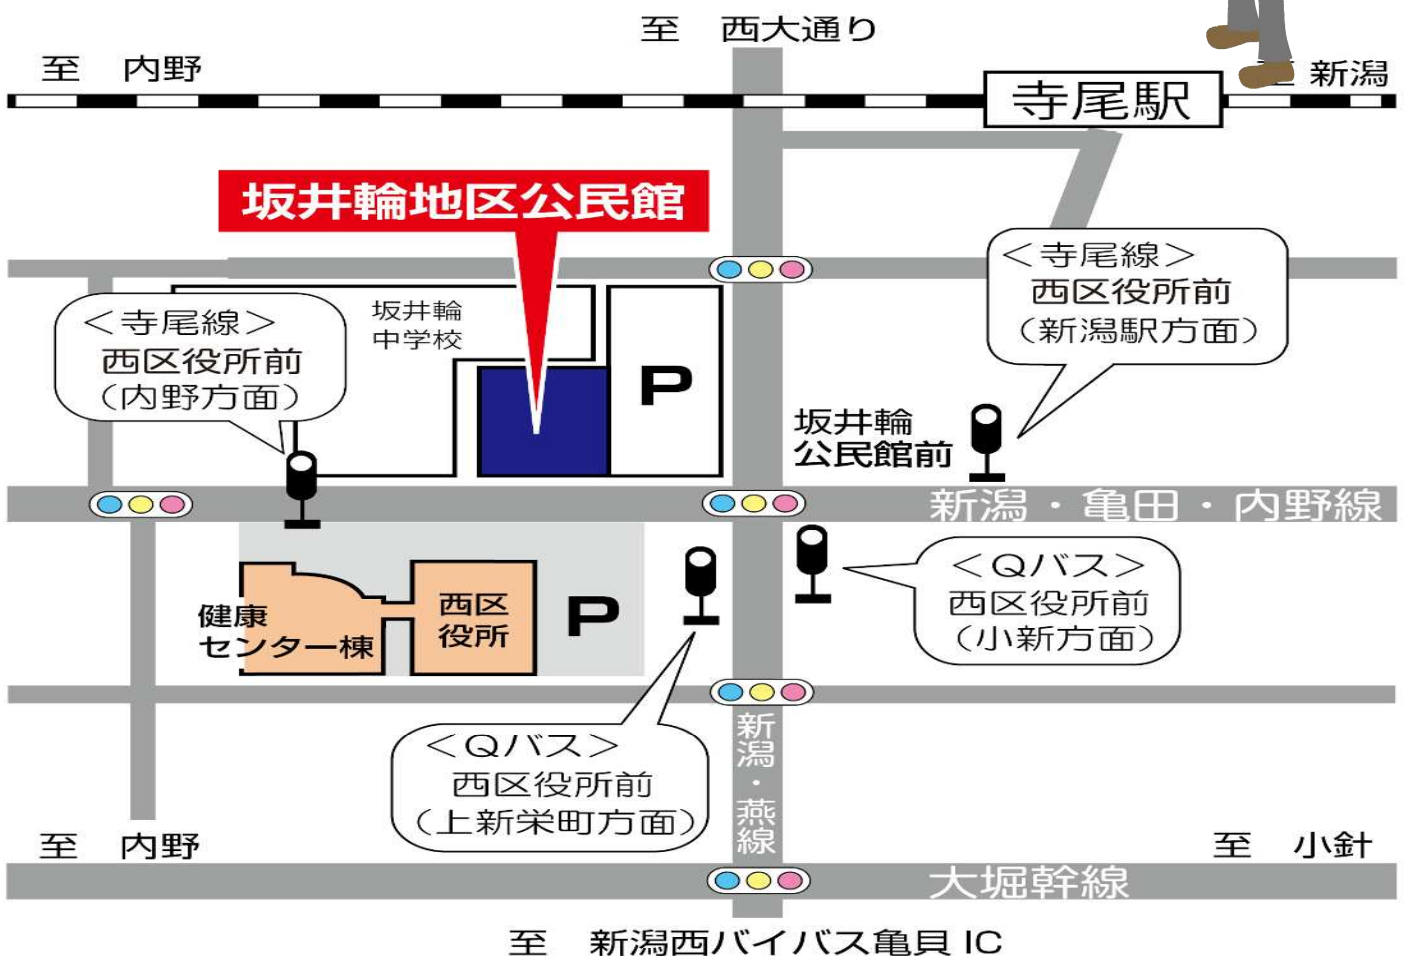 至　西大通り
至　内野
至 新潟
寺尾駅
坂井輪地区公民館
＜寺尾線＞
西区役所前
（新潟駅方面）
坂井輪
中学校
＜寺尾線＞
西区役所前
（内野方面）
P
坂井輪
公民館前
新潟・亀田・内野線
＜Qバス＞
西区役所前
（小新方面）
健康
センター棟
西区
役所
P
＜Qバス＞
西区役所前
（上新栄町方面）
新潟・燕線
至　内野
至　小針
大堀幹線
至　新潟西バイパス亀貝 IC